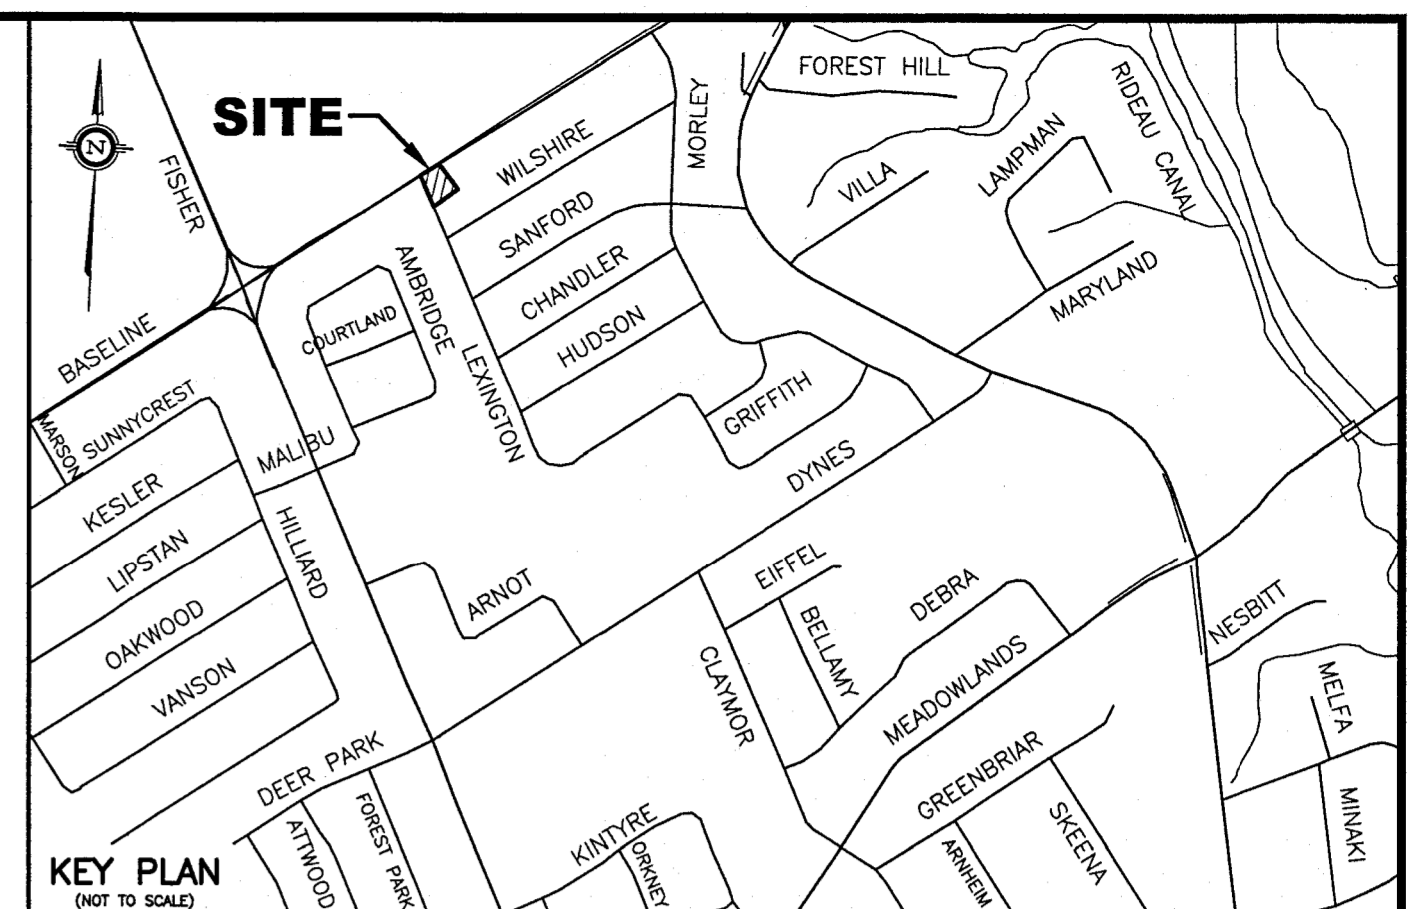 FOREST HILL
RIDEAU CANAL
SITE
N
FISHER
WILSHIRE
MORLEY
LAMPMAN
VILLA
SANFORD
AMBRIDGE
CHANDLER
MARYLAND
COURTLAND
HUDSON
BASELINE
LEXINGTON
SUNNYCREST
MARSON
GRIFFITH
MALIBU
DYNES
KESLER
HILLIARD
LIPSTAN
EIFFEL
ARNOT
DEBRA
BELLAMY
NESBITT
OAKWOOD
CLAYMOR
MEADOWLANDS
VANSON
MELFA
DEER PARK
GREENBRIAR
FOREST PARK
ATTWOOD
KINTYRE
SKEENA
MINAKI
ORKNEY
ARNHEIM
KEY PLAN
(NOT TO SCALE)